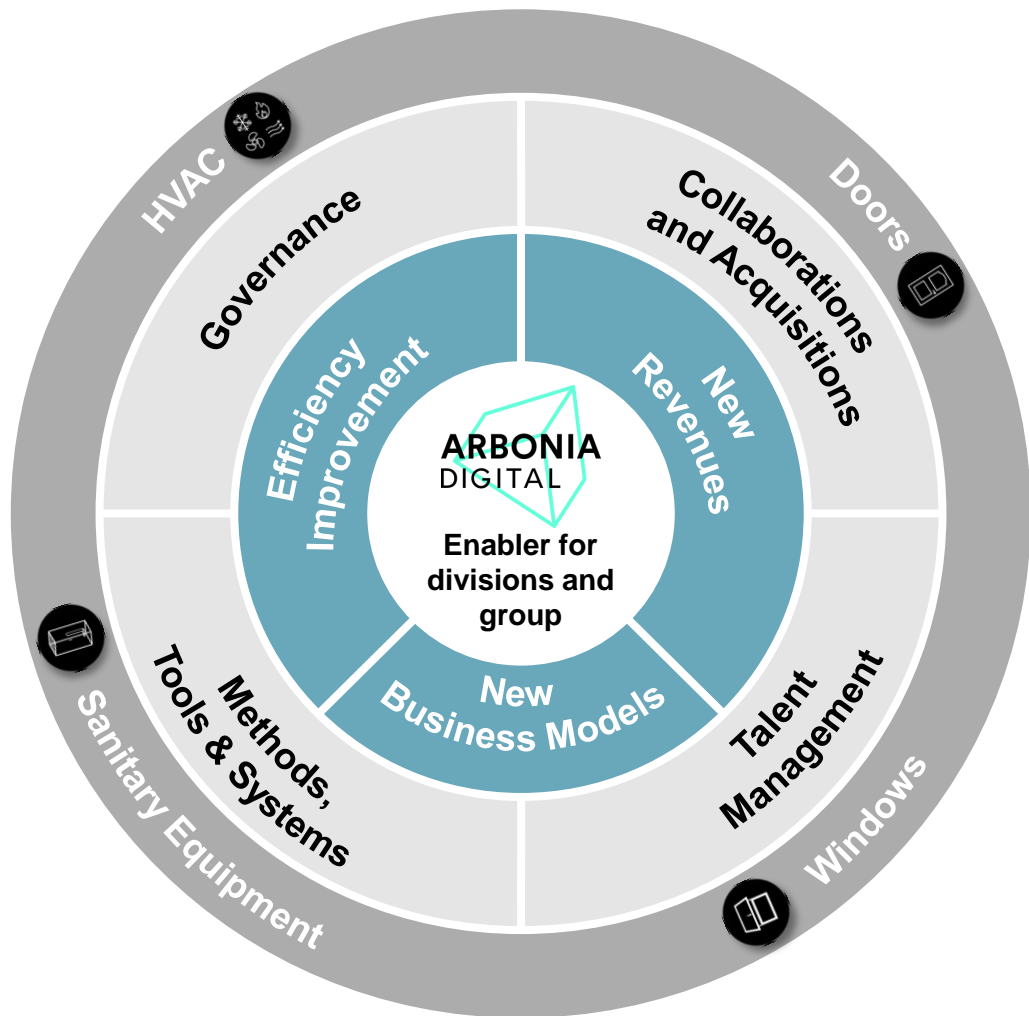 HVAC
Doors
Governance
Collaborations
and Acquisitions
Efficiency
Improvement
New
Revenues
ARBONIA
DIGITAL
Enabler for
divisions and
group
New
Business Models
Methods,
Tools & Systems
Talent
Management
Sanitary Equipment
Windows